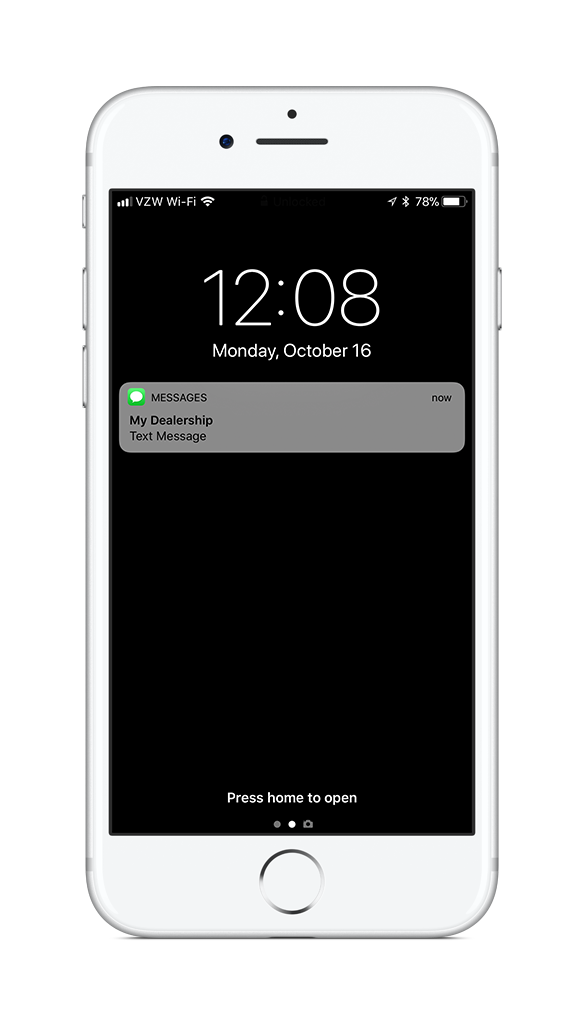 VZW Wi-Fi Unlocked 78%
12:08
Monday, October 16
MESSAGES now
My Dealership
Text Message
Press home to open